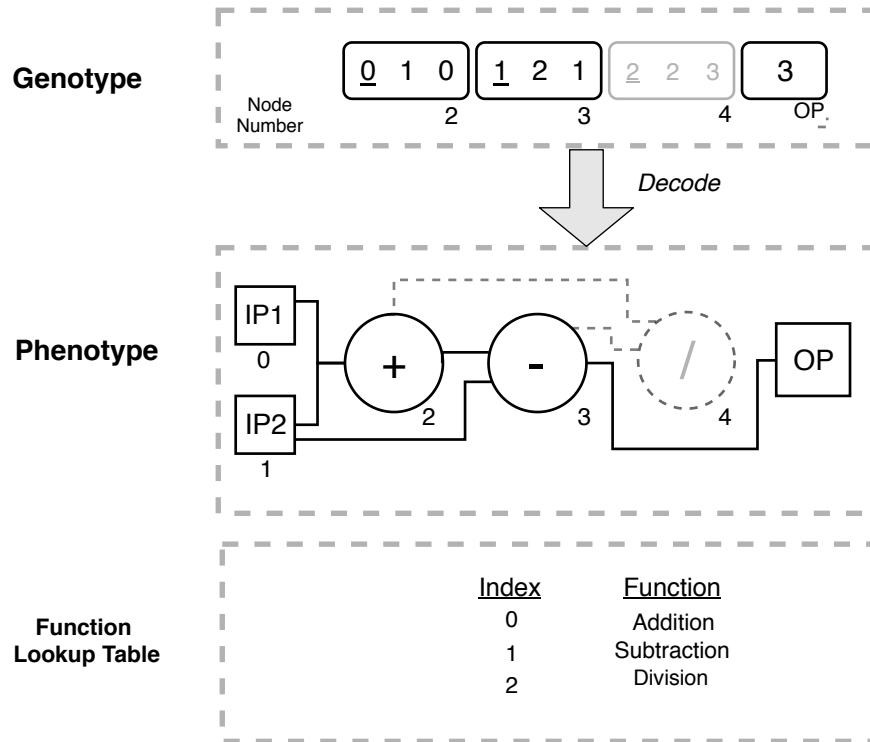 Genotype
0 1 0 1 2 1 2 2 3 3
Node
Number
2 3 4 OP
Decode
Phenotype
IP1
0
IP2
1
+
2
-
3
/
4
OP
Function
Lookup Table
Index Function
0 Addition
1 Subtraction
2 Division